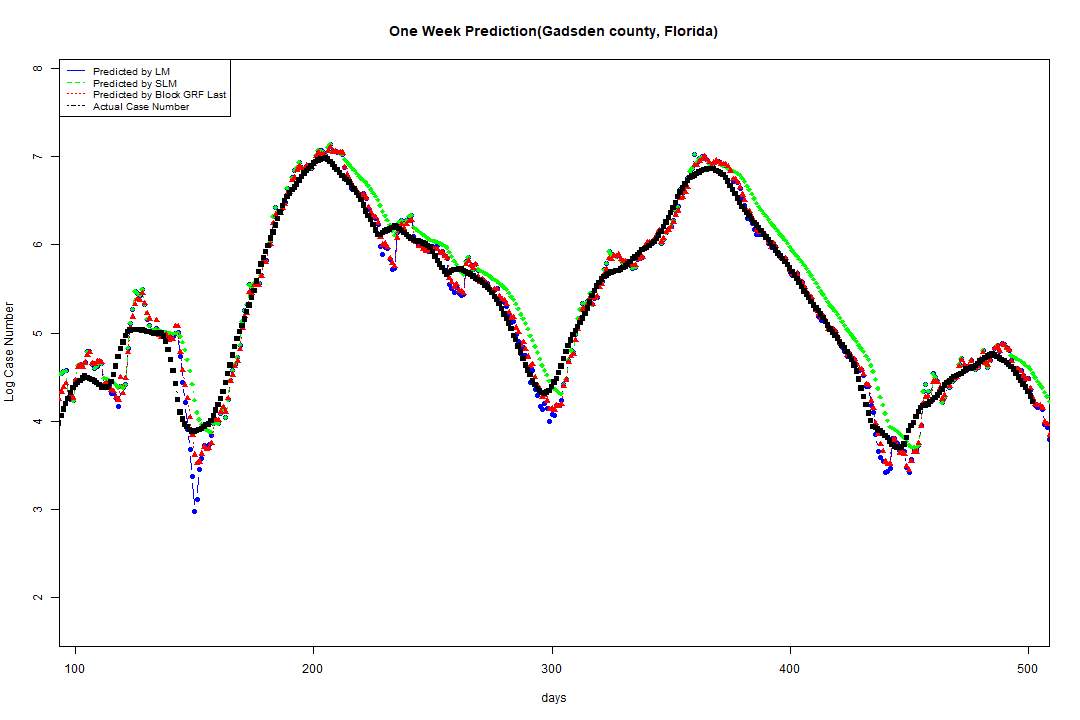 One Week Prediction(Gadsden county, Florida)
Predicted by LM
Predicted by SLM
Predicted by Block GRF Last
Actual Case Number
8
7
6
5
4
3
2
Log Case Number
100 200 300 400 500
days